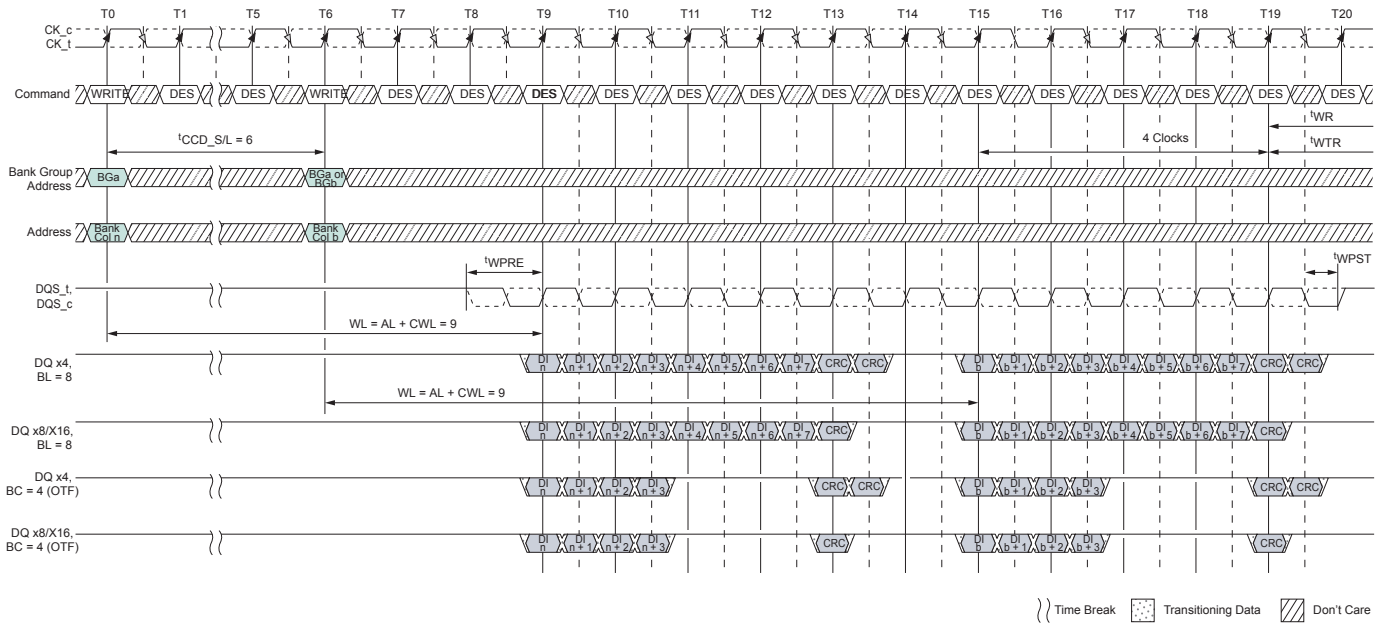 T0 T1 T5 T6 T7 T8 T9 T10 T11 T12 T13 T14 T15 T16 T17 T18 T19 T20
CK_c
CK_t
Command WRITE DES DES WRITE DES DES DES DES DES DES DES DES DES DES DES DES DES DES
tWR
tCCD_S/L = 6
4 Clocks
tWTR
Bank Group
Address
BGa
BGa or
BGb
Address
Bank
Col n
Bank
Col b
tWPRE
tWPST
DQS_t,
DQS_c
WL = AL + CWL = 9
DQ x4,
BL = 8
DI n DI n + 1 DI n + 2 DI n + 3 DI n + 4 DI n + 5 DI n + 6 DI n + 7 CRC CRC DI b DI b + 1 DI b + 2 DI b + 3 DI b + 4 DI b + 5 DI b + 6 DI b + 7 CRC CRC
WL = AL + CWL = 9
DQ x8/X16,
BL = 8
DI n DI n + 1 DI n + 2 DI n + 3 DI n + 4 DI n + 5 DI n + 6 DI n + 7 CRC DI b DI b + 1 DI b + 2 DI b + 3 DI b + 4 DI b + 5 DI b + 6 DI b + 7 CRC
DQ x4,
BC = 4 (OTF)
DI n DI n + 1 DI n + 2 DI n + 3 CRC CRC DI b DI b + 1 DI b + 2 DI b + 3 CRC CRC
DQ x8/X16,
BC = 4 (OTF)
DI n DI n + 1 DI n + 2 DI n + 3 CRC DI b DI b + 1 DI b + 2 DI b + 3 CRC
Time Break Transitioning Data Don't Care